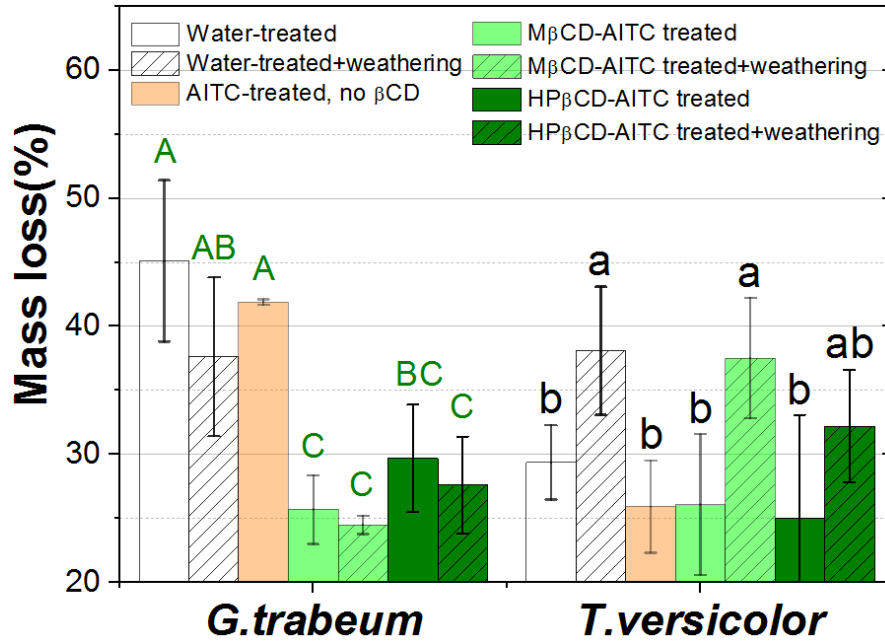 Water-treated
Water-treated+weathering
AITC-treated, no βCD
MβCD-AITC treated
MβCD-AITC treated+weathering
HPβCD-AITC treated
HPβCD-AITC treated+weathering
Mass loss(%)
60
50
40
30
20
A
AB
A
C
C
BC
C
b
a
b
b
a
b
ab
G.trabeum
T.versicolor